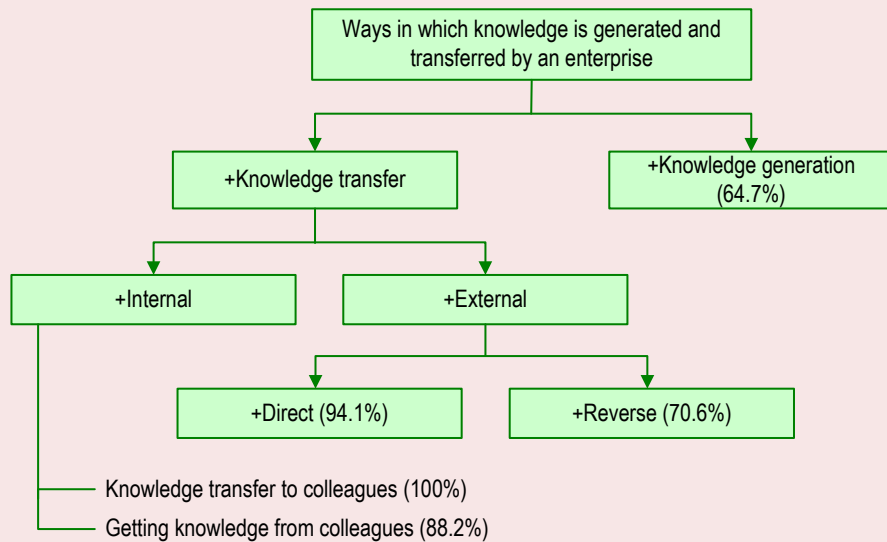 Ways in which knowledge is generated and
transferred by an enterprise
+Knowledge transfer
+Knowledge generation
(64.7%)
+Internal
+External
+Direct (94.1%)
+Reverse (70.6%)
Knowledge transfer to colleagues (100%)
Getting knowledge from colleagues (88.2%)